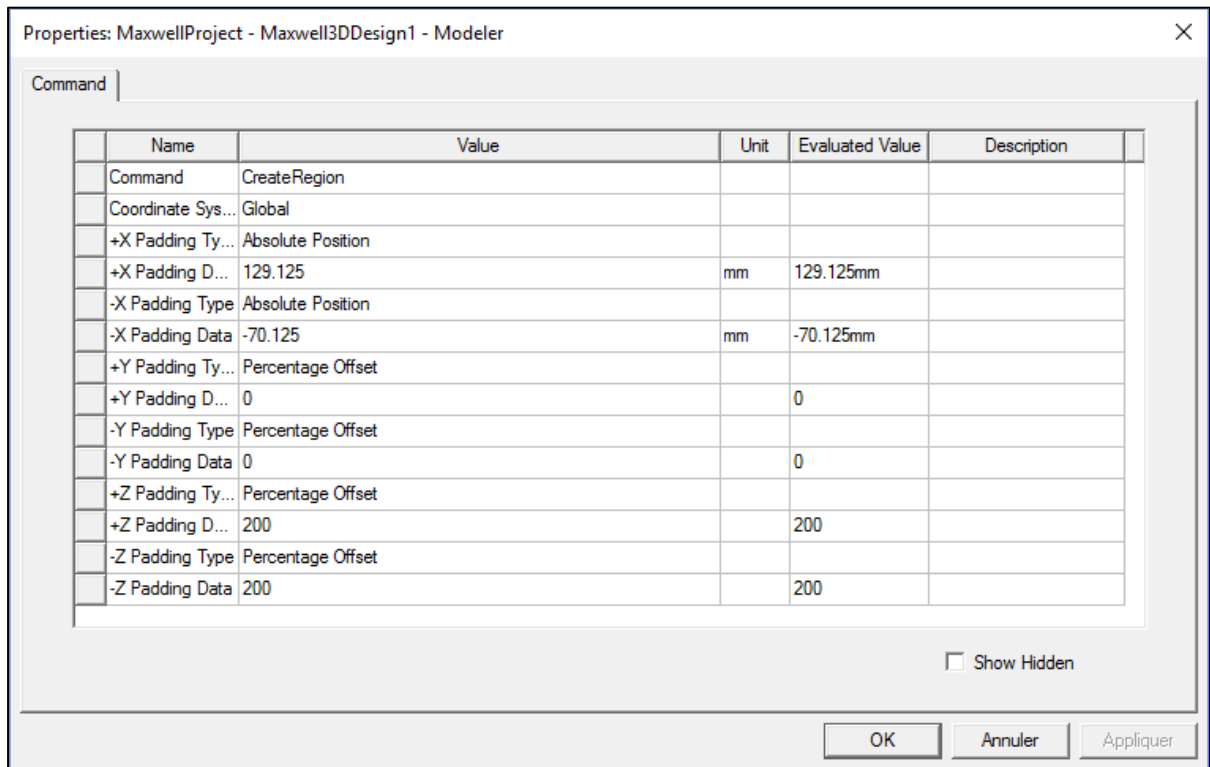 Properties: MaxwellProject - Maxwell3DDesign1 - Modeler
Command
Name Value Unit Evaluated Value Description
Command CreateRegion
Coordinate Sys... Global
+X Padding Ty... Absolute Position
+X Padding D... 129.125 mm 129.125mm
-X Padding Type Absolute Position
-X Padding Data -70.125 mm -70.125mm
+Y Padding Ty... Percentage Offset
+Y Padding D... 0 0
-Y Padding Type Percentage Offset
-Y Padding Data 0 0
+Z Padding Ty... Percentage Offset
+Z Padding D... 200 200
-Z Padding Type Percentage Offset
-Z Padding Data 200 200
Show Hidden
OK Annuler Appliquer